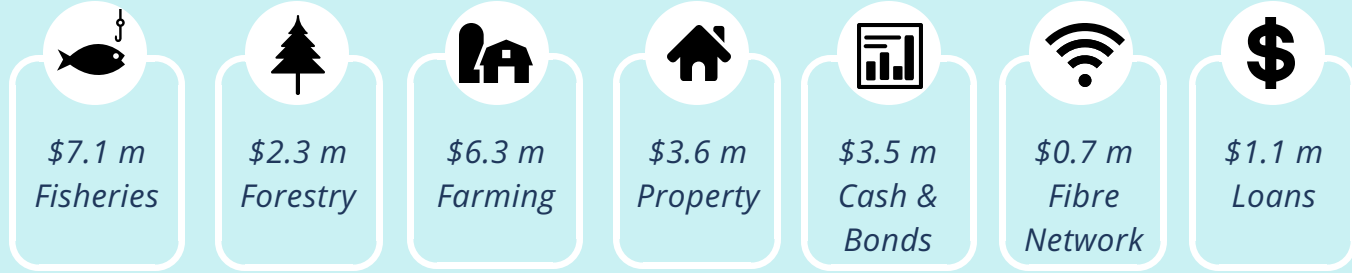 $7.1 m
Fisheries
$2.3 m
Forestry
$6.3 m
Farming
$3.6 m
Property
$3.5 m
Cash &
Bonds
$0.7 m
Fibre
Network
$1.1 m
Loans